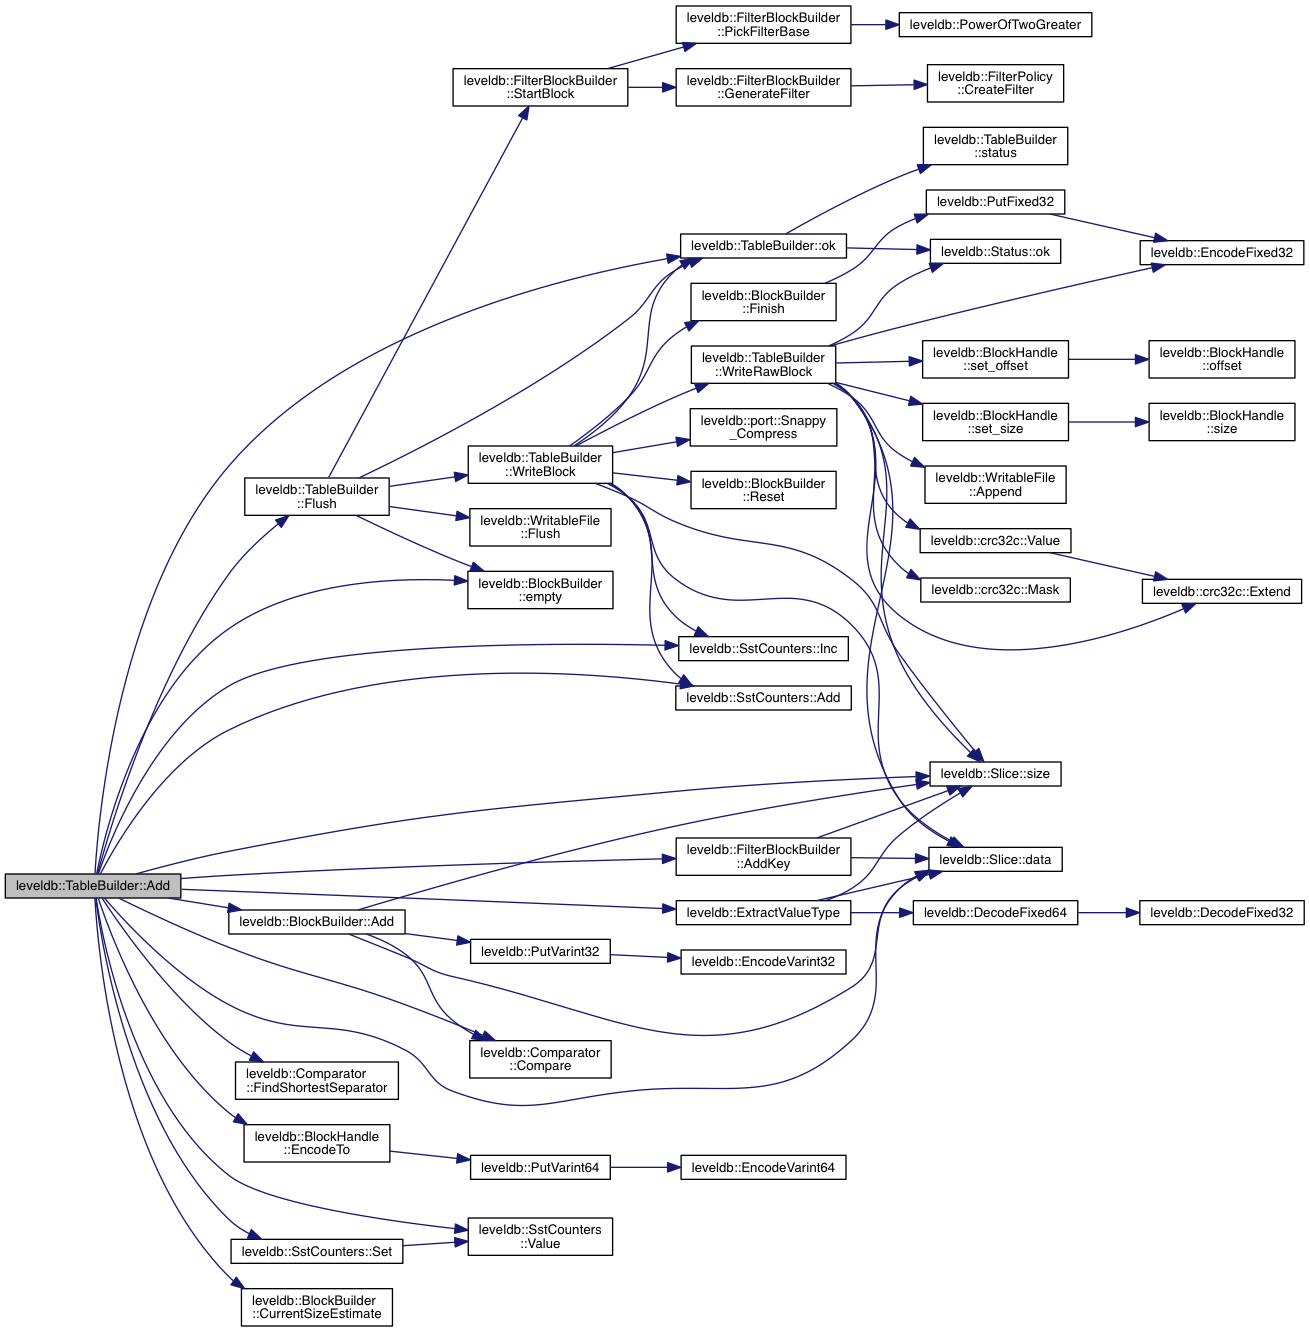 leveldb::FilterBlockBuilder
::PickFilterBase
leveldb::PowerOfTwoGreater
leveldb::FilterBlockBuilder
::StartBlock
leveldb::FilterBlockBuilder
::GenerateFilter
leveldb::FilterPolicy
::CreateFilter
leveldb::TableBuilder
::status
leveldb::PutFixed32
leveldb::TableBuilder::ok
leveldb::Status::ok
leveldb::EncodeFixed32
leveldb::BlockBuilder
::Finish
leveldb::TableBuilder
::WriteRawBlock
leveldb::BlockHandle
::set_offset
leveldb::BlockHandle
::offset
leveldb::port::Snappy
_Compress
leveldb::BlockHandle
::set_size
leveldb::BlockHandle
::size
leveldb::TableBuilder
::Flush
leveldb::TableBuilder
::WriteBlock
leveldb::BlockBuilder
::Reset
leveldb::WritableFile
::Append
leveldb::WritableFile
::Flush
leveldb::crc32c::Value
leveldb::BlockBuilder
::empty
leveldb::crc32c::Mask
leveldb::crc32c::Extend
leveldb::SstCounters::Inc
leveldb::SstCounters::Add
leveldb::Slice::size
leveldb::FilterBlockBuilder
::AddKey
leveldb::Slice::data
leveldb::TableBuilder::Add
leveldb::BlockBuilder::Add
leveldb::ExtractValueType
leveldb::DecodeFixed64
leveldb::DecodeFixed32
leveldb::PutVarint32
leveldb::EncodeVarint32
leveldb::Comparator
::Compare
leveldb::Comparator
::FindShortestSeparator
leveldb::BlockHandle
::EncodeTo
leveldb::PutVarint64
leveldb::EncodeVarint64
leveldb::SstCounters::Set
leveldb::SstCounters
::Value
leveldb::BlockBuilder
::CurrentSizeEstimate